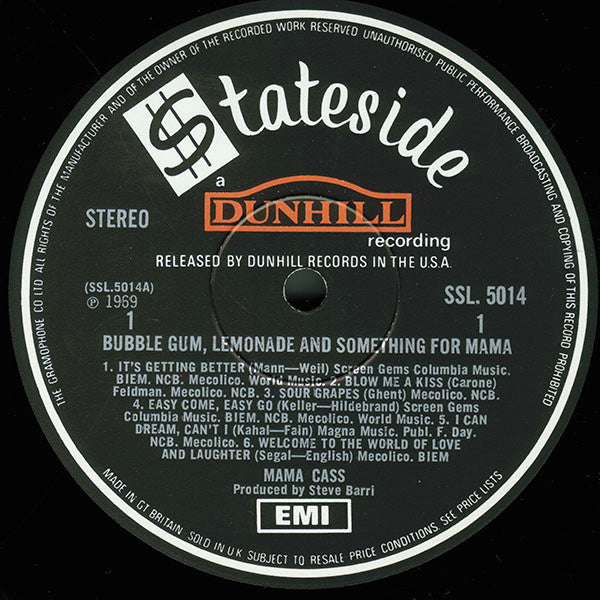 THE GRAMOPHONE CO LTD ALL RIGHTS OF THE MANUFACTURER AND OF THE OWNER OF THE RECORDED WORK RESERVED UNAUTHORISED PUBLIC PERFORMANCE BROADCASTING AND COPYING OF THIS RECORD PROHIBITED
Stateside
a
DUNHILL
recording
STEREO
RELEASED BY DUNHILL RECORDS IN THE U.S.A.
(SSL.5014A)
SSL. 5014
℗ 1969
1
1
BUBBLE GUM, LEMONADE AND SOMETHING FOR MAMA
1. IT'S GETTING BETTER (Mann—Weil) Screen Gems Columbia Music.
BIEM. NCB. Mecolico. World Music. 2. BLOW ME A KISS (Carone)
Feldman. Mecolico. NCB. 3. SOUR GRAPES (Ghent) Mecolico. NCB.
4. EASY COME, EASY GO (Keller—Hildebrand) Screen Gems
Columbia Music. BIEM. NCB. Mecolico. World Music. 5. I CAN
DREAM, CAN'T I (Kahal—Fain) Magna Music. Publ. F. Day.
NCB. Mecolico. 6. WELCOME TO THE WORLD OF LOVE
AND LAUGHTER (Segal—English) Mecolico. BIEM
MAMA CASS
Produced by Steve Barri
EMI
MADE IN GT BRITAIN SOLD IN U.K SUBJECT TO RESALE PRICE CONDITIONS SEE PRICE LISTS